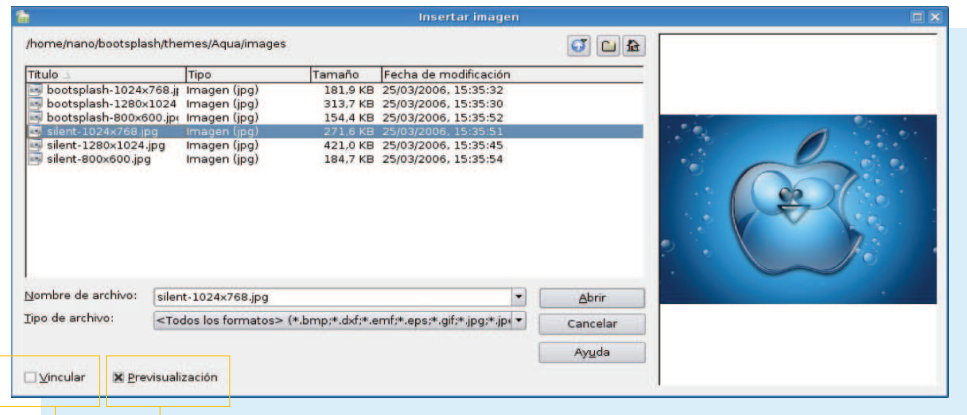 Insertar imagen
/home/nano/bootsplash/themes/Aqua/images
Título Tipo Tamaño Fecha de modificación
bootsplash-1024x768.j Imagen (jpg) 181,9 KB 25/03/2006, 15:35:32
bootsplash-1280x1024 Imagen (jpg) 313,7 KB 25/03/2006, 15:35:30
bootsplash-800x600.jp Imagen (jpg) 154,4 KB 25/03/2006, 15:35:52
silent-1024x768.jpg Imagen (jpg) 271,6 KB 25/03/2006, 15:35:51
silent-1280x1024.jpg Imagen (jpg) 421,0 KB 25/03/2006, 15:35:45
silent-800x600.jpg Imagen (jpg) 184,7 KB 25/03/2006, 15:35:54
Nombre de archivo: silent-1024x768.jpg Abrir
Tipo de archivo: <Todos los formatos> (*.bmp;*.dxf;*.emf;*.eps;*.gif;*.jpg;*.jp Cancelar
Ayuda
Vincular Previsualización